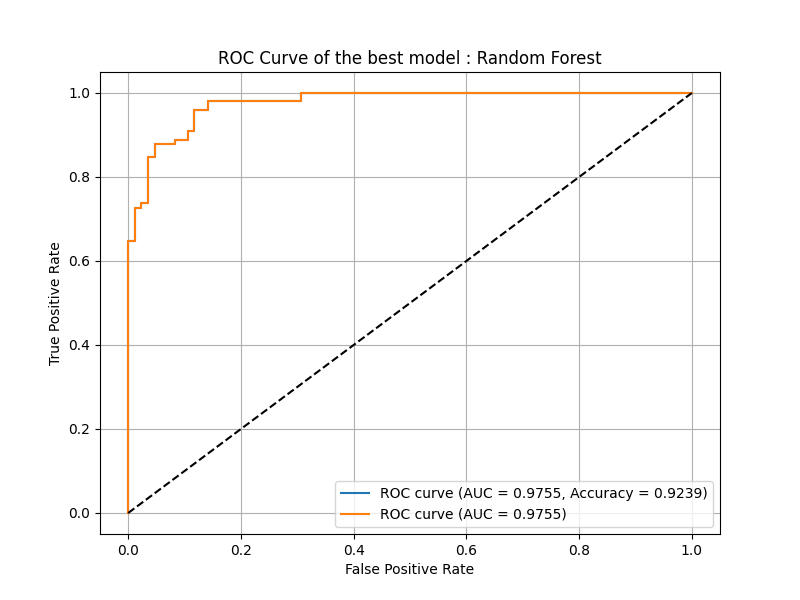 ROC Curve of the best model : Random Forest
True Positive Rate
1.0
0.8
0.6
0.4
0.2
0.0
ROC curve (AUC = 0.9755, Accuracy = 0.9239)
ROC curve (AUC = 0.9755)
0.0 0.2 0.4 0.6 0.8 1.0
False Positive Rate